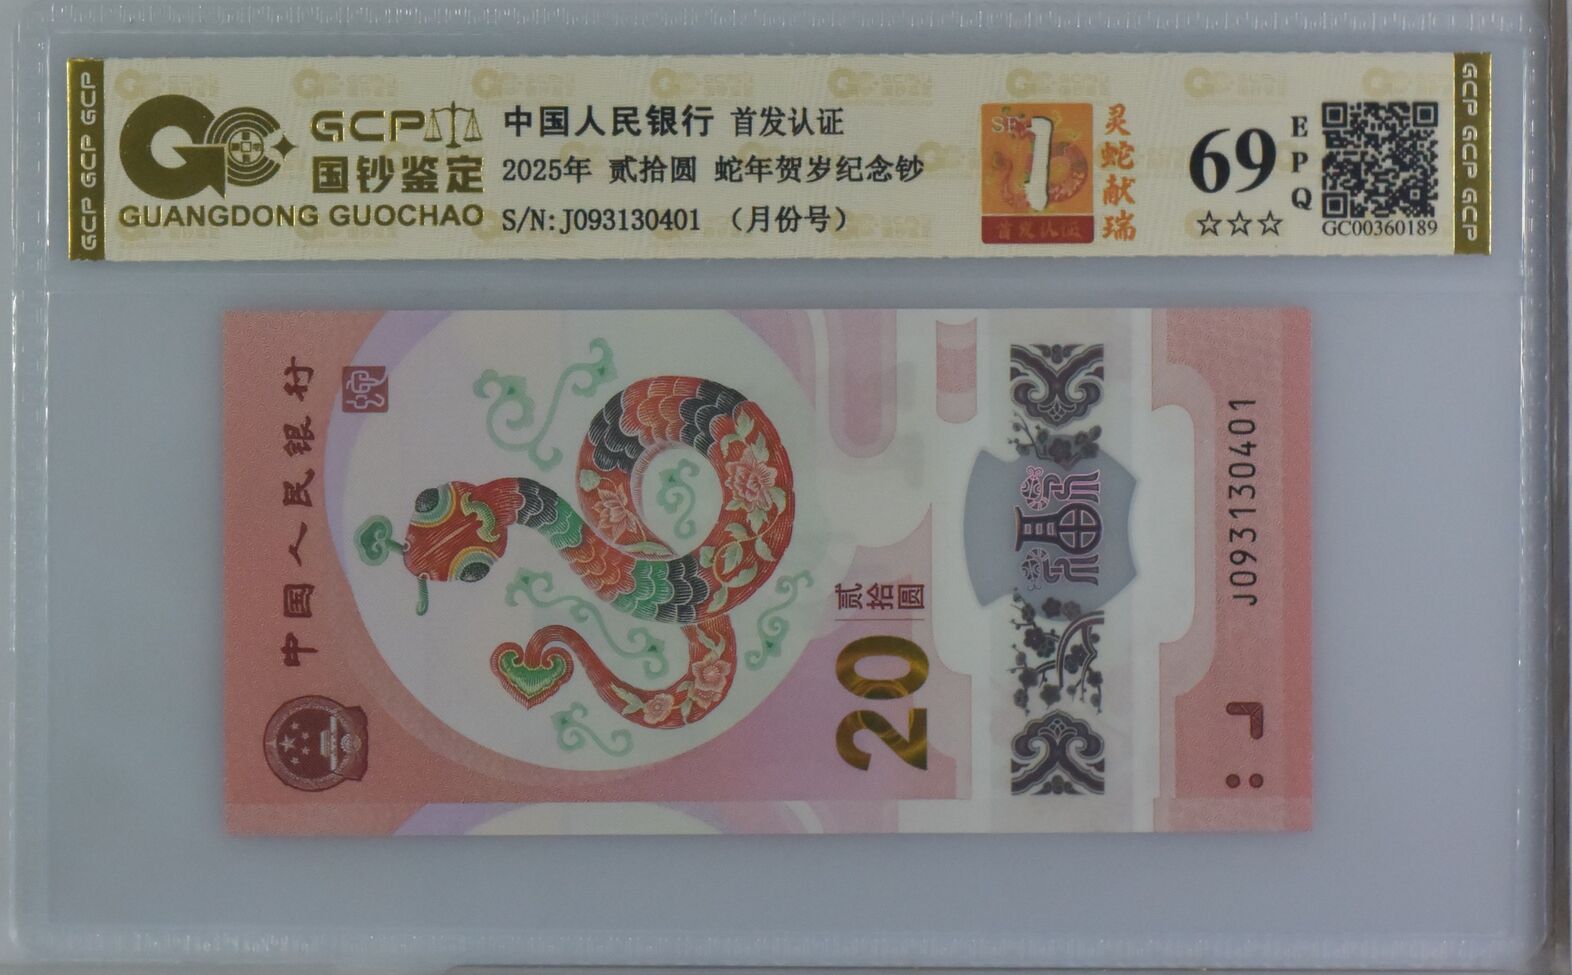 GCP GCP GCP
GCP
国钞鉴定
GUANGDONG GUOCHAO
中国人民银行 首发认证
2025年 贰拾圆 蛇年贺岁纪念钞
S/N:J093130401 (月份号)
首发认证
灵蛇献瑞
69
EPQ
☆☆☆
GC00360189
GCP GCP GCP
中国人民银行
贰拾圆
20
福
J093130401